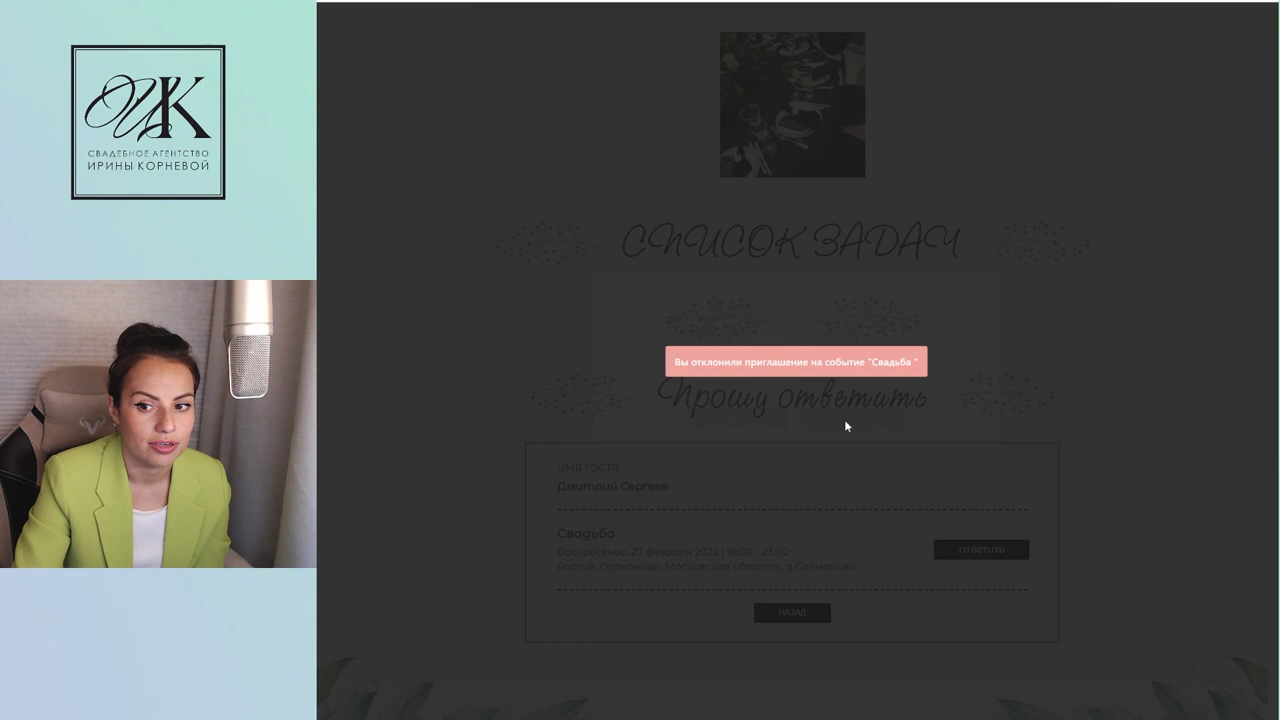 ИК
СВАДЕБНОЕ АГЕНТСТВО
ИРИНЫ КОРНЕВОЙ
СПИСОК ЗАДАЧ
Вы отклонили приглашение на событие "Свадьба "
Прошу ответить
ИМЯ ГОСТЯ
Дмитрий Сергеев
Свадьба
Воскресенье, 27 февраля 2022 | 16:00 - 23:00
Россия, Солманово, Московская область, д.Солманово
ОТВЕТИТЬ
НАЗАД